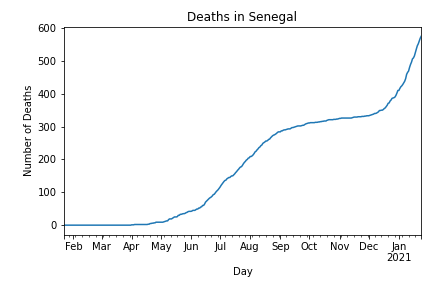 Deaths in Senegal
600
500
400
300
200
100
0
Number of Deaths
Feb Mar Apr May Jun Jul Aug Sep Oct Nov Dec Jan
2021
Day